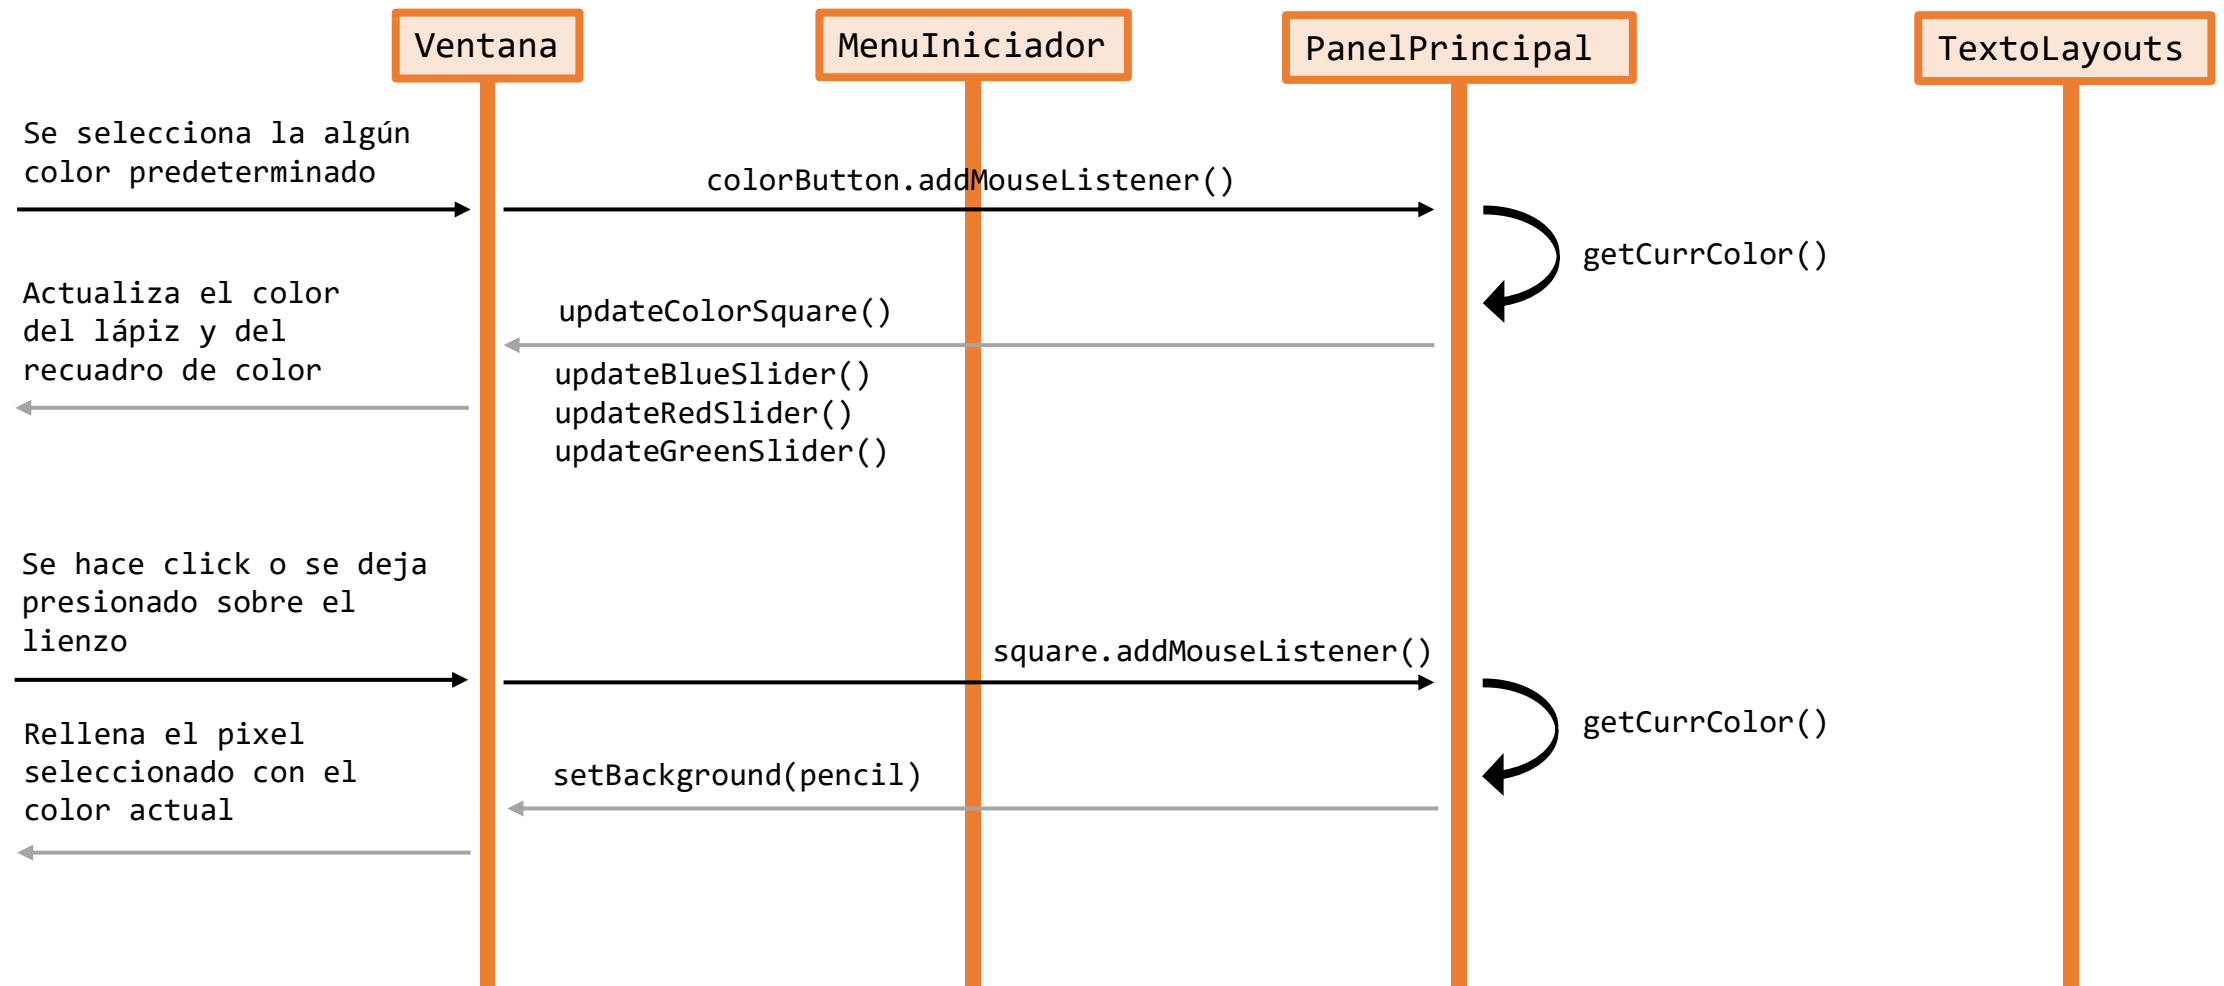 Ventana
MenuIniciador
PanelPrincipal
TextoLayouts
Se selecciona la algún
color predeterminado
colorButton.addMouseListener()
getCurrColor()
Actualiza el color
del lápiz y del
recuadro de color
updateColorSquare()
updateBlueSlider()
updateRedSlider()
updateGreenSlider()
Se hace click o se deja
presionado sobre el
lienzo
square.addMouseListener()
getCurrColor()
Rellena el pixel
seleccionado con el
color actual
setBackground(pencil)